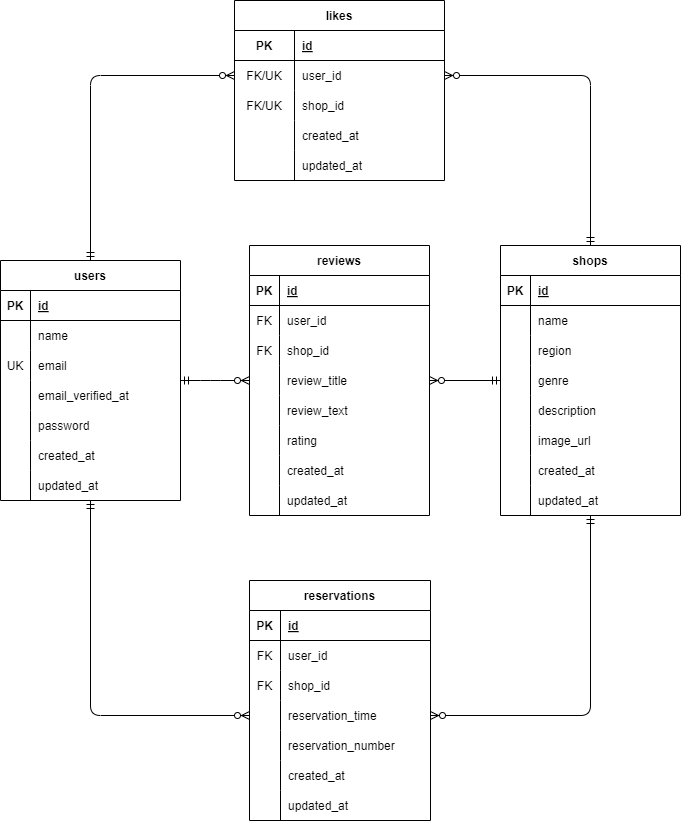 likes
PK id
FK/UK user_id
FK/UK shop_id
created_at
updated_at
users
PK id
name
UK email
email_verified_at
password
created_at
updated_at
reviews
PK id
FK user_id
FK shop_id
review_title
review_text
rating
created_at
updated_at
shops
PK id
name
region
genre
description
image_url
created_at
updated_at
reservations
PK id
FK user_id
FK shop_id
reservation_time
reservation_number
created_at
updated_at